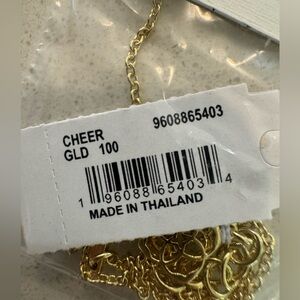 CHEER 9608865403
GLD 100
1 96088 65403 4
MADE IN THAILAND